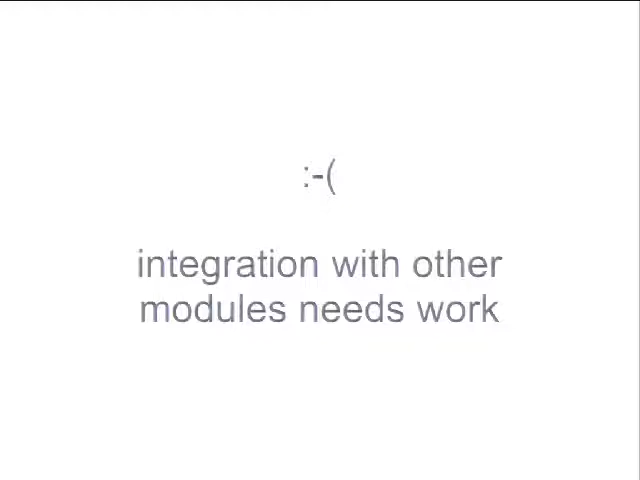 :-(
integration with other
modules needs work